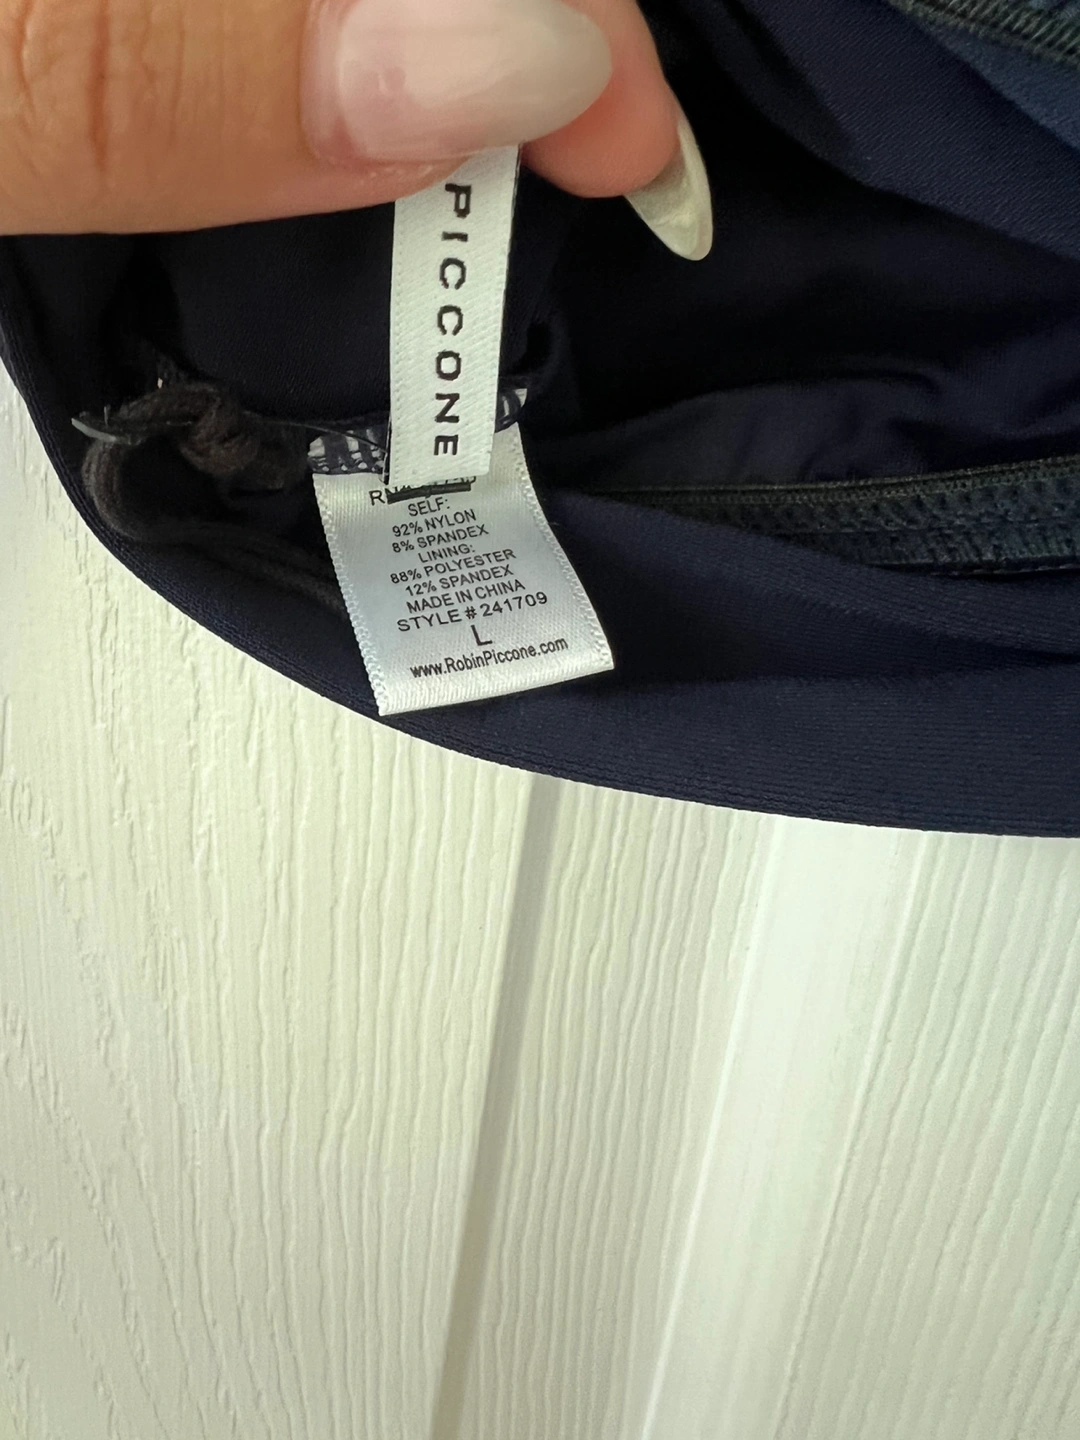 PICCONE
SELF:
92% NYLON
8% SPANDEX
LINING:
88% POLYESTER
12% SPANDEX
MADE IN CHINA
STYLE # 241709
L
www.RobinPiccone.com